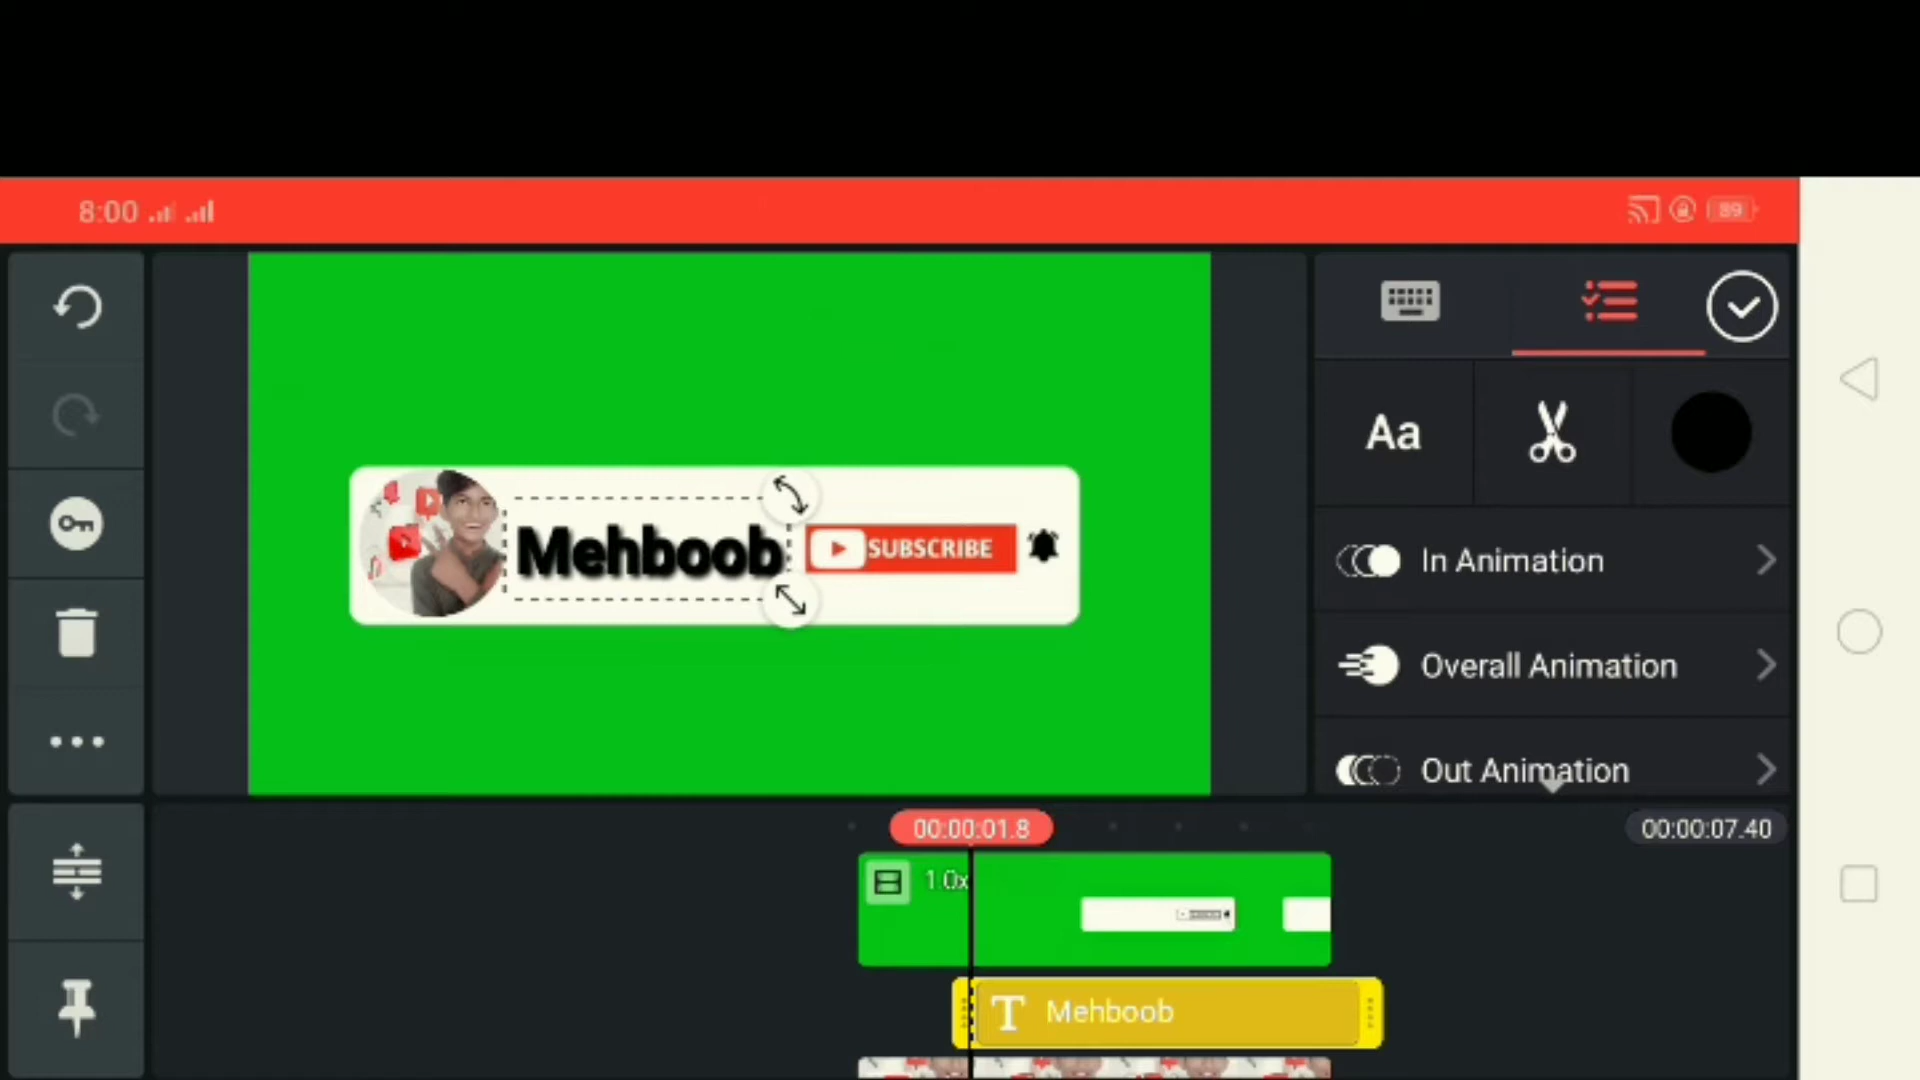 8:00
89
Aa
Mehboob
SUBSCRIBE
In Animation
Overall Animation
Out Animation
00:00:01.8
00:00:07.40
1.0x
T Mehboob